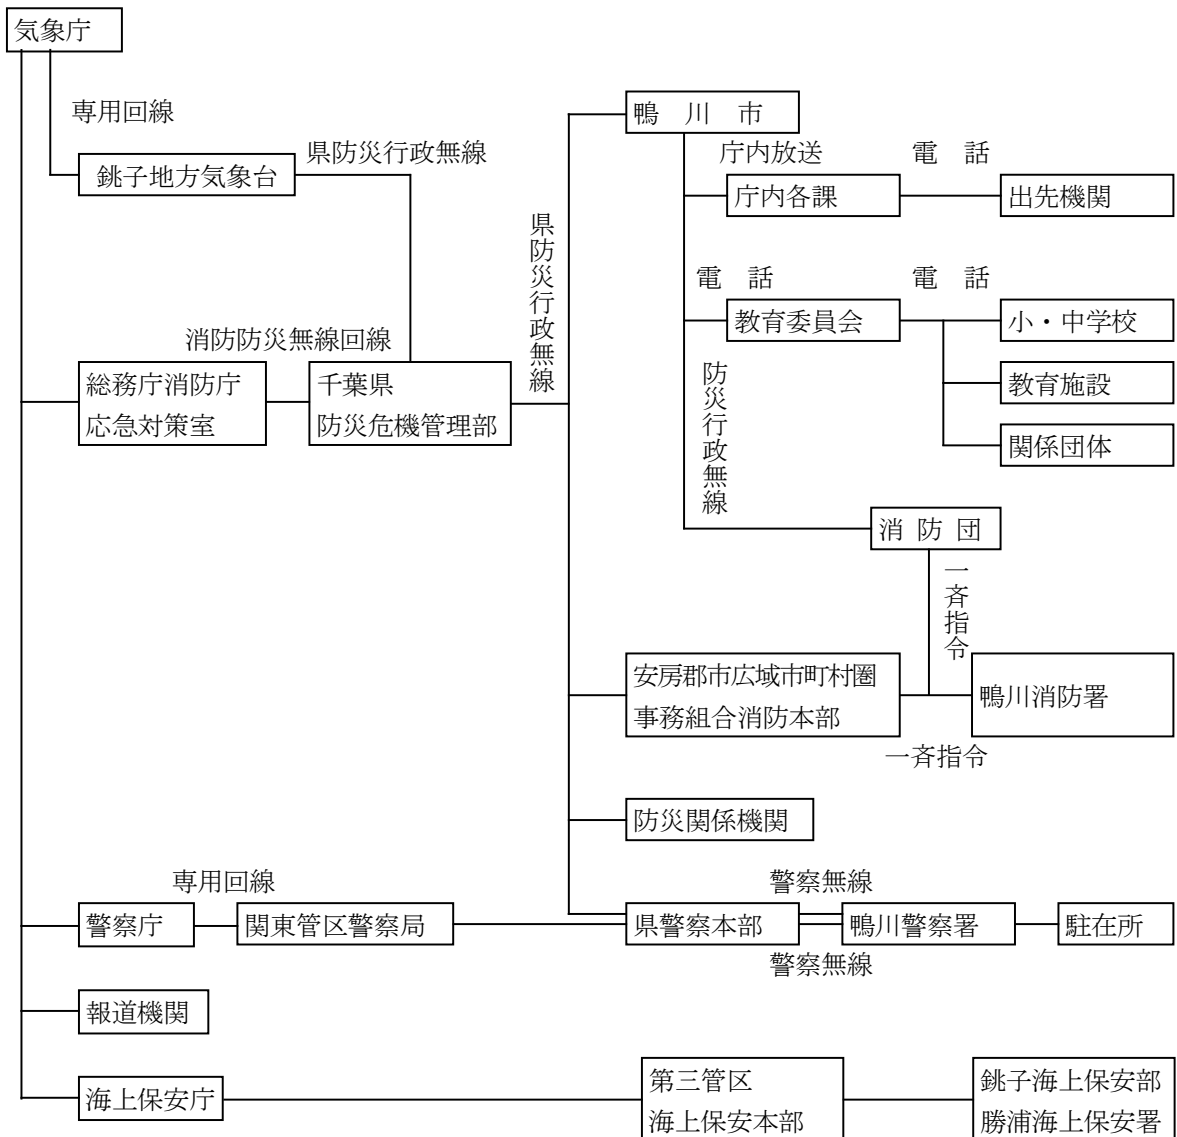 気象庁
専用回線
銚子地方気象台
県防災行政無線
消防防災無線回線
総務庁消防庁
応急対策室
千葉県
防災危機管理部
県防災行政無線
鴨 川 市
庁内放送
電 話
庁内各課
出先機関
電 話
電 話
教育委員会
小・中学校
教育施設
関係団体
防災行政無線
消 防 団
一斉指令
安房郡市広域市町村圏
事務組合消防本部
鴨川消防署
一斉指令
防災関係機関
専用回線
警察無線
警察庁
関東管区警察局
県警察本部
鴨川警察署
駐在所
警察無線
報道機関
海上保安庁
第三管区
海上保安本部
銚子海上保安部
勝浦海上保安署